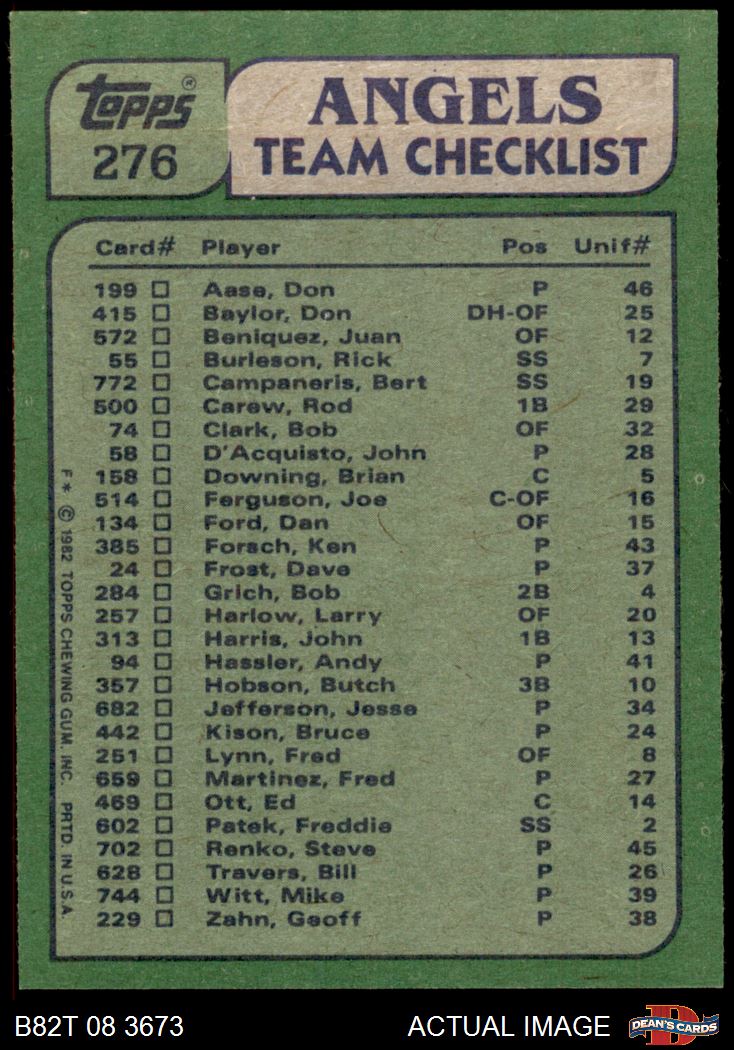 topps®
276
ANGELS
TEAM CHECKLIST
Card# Player Pos Unif#
199 Aase, Don P 46
415 Baylor, Don DH-OF 25
572 Beniquez, Juan OF 12
55 Burleson, Rick SS 7
772 Campaneris, Bert SS 19
500 Carew, Rod 1B 29
74 Clark, Bob OF 32
58 D'Acquisto, John P 28
158 Downing, Brian C 5
514 Ferguson, Joe C-OF 16
134 Ford, Dan OF 15
385 Forsch, Ken P 43
24 Frost, Dave P 37
284 Grich, Bob 2B 4
257 Harlow, Larry OF 20
313 Harris, John 1B 13
94 Hassler, Andy P 41
357 Hobson, Butch 3B 10
682 Jefferson, Jesse P 34
442 Kison, Bruce P 24
251 Lynn, Fred OF 8
659 Martinez, Fred P 27
469 Ott, Ed C 14
602 Patek, Freddie SS 2
702 Renko, Steve P 45
628 Travers, Bill P 26
744 Witt, Mike P 39
229 Zahn, Geoff P 38
F* © 1982 TOPPS CHEWING GUM, INC. PRTD. IN U.S.A.
B82T 08 3673 ACTUAL IMAGE
D
DEAN'S CARDS